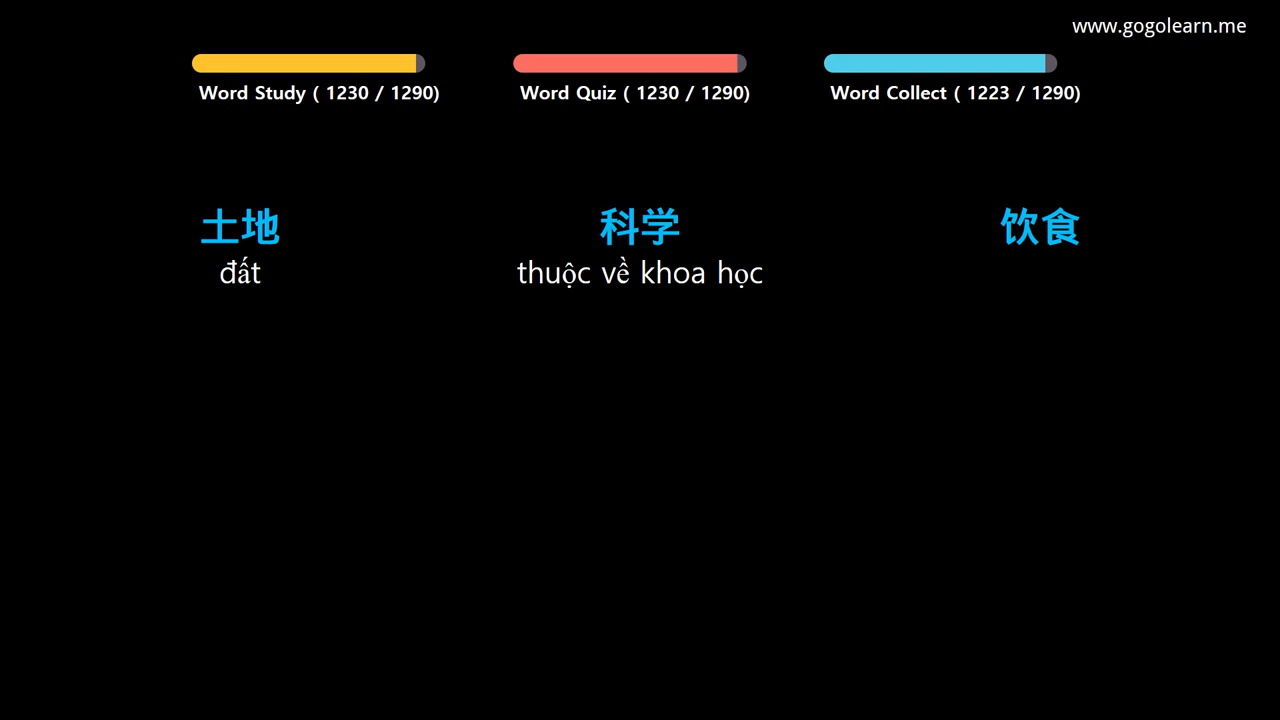 www.gogolearn.me
Word Study ( 1230 / 1290)
Word Quiz ( 1230 / 1290)
Word Collect ( 1223 / 1290)
土地
đất
科学
thuộc về khoa học
饮食